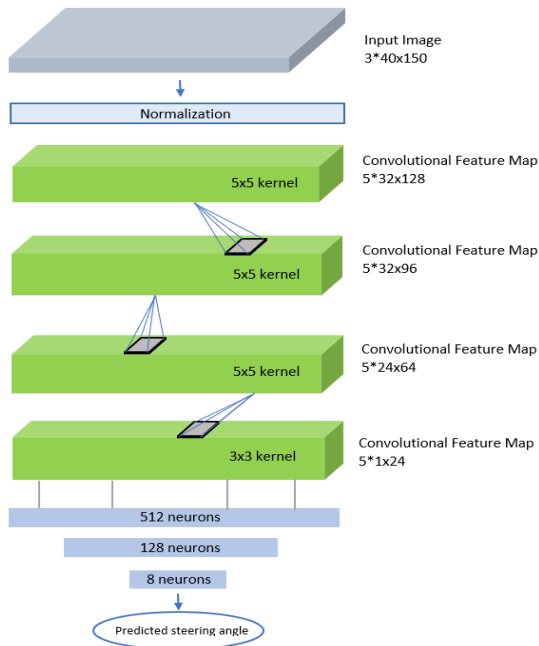 Input Image
3*40x150
Normalization
Convolutional Feature Map
5*32x128
5x5 kernel
Convolutional Feature Map
5*32x96
5x5 kernel
Convolutional Feature Map
5*24x64
5x5 kernel
Convolutional Feature Map
5*1x24
3x3 kernel
512 neurons
128 neurons
8 neurons
Predicted steering angle